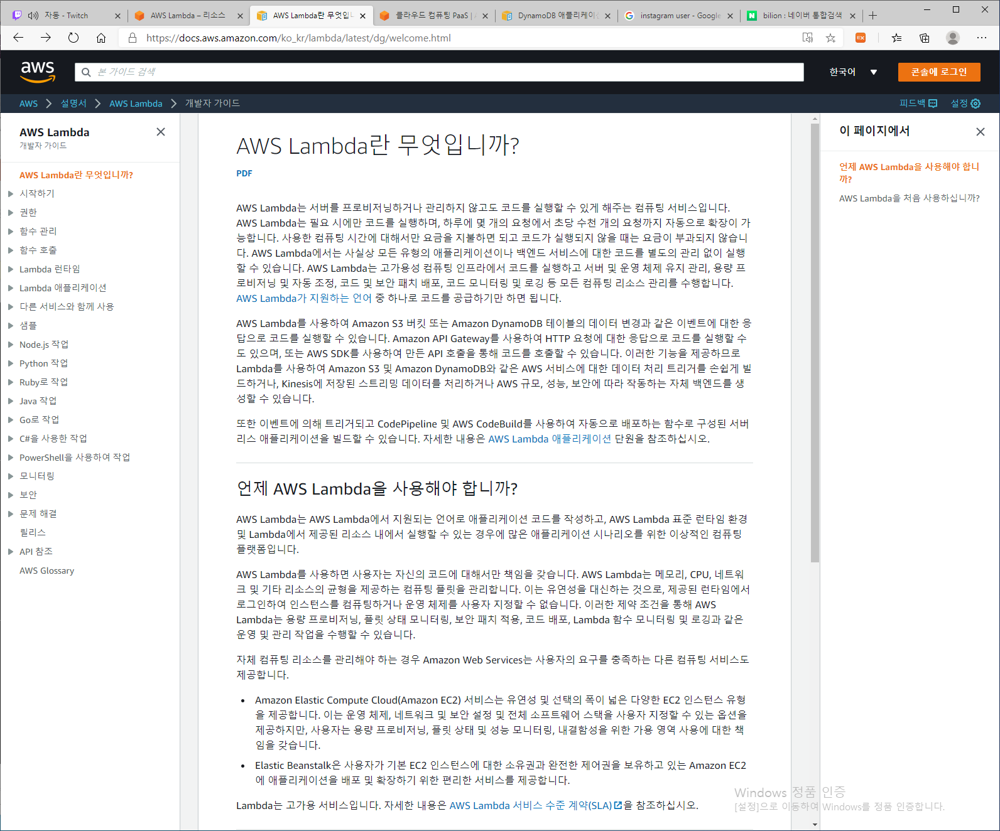 자동 - Twitch
AWS Lambda – 리소스
AWS Lambda란 무엇입니
클라우드 컴퓨팅 PaaS | A
DynamoDB 애플리케이션
instagram user - Google
bilion : 네이버 통합검색
https://docs.aws.amazon.com/ko_kr/lambda/latest/dg/welcome.html
aws
본 가이드 검색
한국어
콘솔에 로그인
AWS
설명서
AWS Lambda
개발자 가이드
피드백
설정
AWS Lambda
개발자 가이드
AWS Lambda란 무엇입니까?
시작하기
권한
함수 관리
함수 호출
Lambda 런타임
Lambda 애플리케이션
다른 서비스와 함께 사용
샘플
Node.js 작업
Python 작업
Ruby로 작업
Java 작업
Go로 작업
C#을 사용한 작업
PowerShell을 사용하여 작업
모니터링
보안
문제 해결
릴리스
API 참조
AWS Glossary
AWS Lambda란 무엇입니까?
PDF
AWS Lambda는 서버를 프로비저닝하거나 관리하지 않고도 코드를 실행할 수 있게 해주는 컴퓨팅 서비스입니다.
AWS Lambda는 필요 시에만 코드를 실행하며, 하루에 몇 개의 요청에서 초당 수천 개의 요청까지 자동으로 확장이 가
능합니다. 사용한 컴퓨팅 시간에 대해서만 요금을 지불하면 되고 코드가 실행되지 않을 때는 요금이 부과되지 않습니
다. AWS Lambda에서는 사실상 모든 유형의 애플리케이션이나 백엔드 서비스에 대한 코드를 별도의 관리 없이 실행
할 수 있습니다. AWS Lambda는 고가용성 컴퓨팅 인프라에서 코드를 실행하고 서버 및 운영 체제 유지 관리, 용량 프
로비저닝 및 자동 조정, 코드 및 보안 패치 배포, 코드 모니터링 및 로깅 등 모든 컴퓨팅 리소스 관리를 수행합니다.
AWS Lambda가 지원하는 언어 중 하나로 코드를 공급하기만 하면 됩니다.
AWS Lambda를 사용하여 Amazon S3 버킷 또는 Amazon DynamoDB 테이블의 데이터 변경과 같은 이벤트에 대한 응
답으로 코드를 실행할 수 있습니다. Amazon API Gateway를 사용하여 HTTP 요청에 대한 응답으로 코드를 실행할 수
도 있으며, 또는 AWS SDK를 사용하여 만든 API 호출을 통해 코드를 호출할 수 있습니다. 이러한 기능을 제공하므로
Lambda를 사용하여 Amazon S3 및 Amazon DynamoDB와 같은 AWS 서비스에 대한 데이터 처리 트리거를 손쉽게 빌
드하거나, Kinesis에 저장된 스트리밍 데이터를 처리하거나 AWS 규모, 성능, 보안에 따라 작동하는 자체 백엔드를 생
성할 수 있습니다.
또한 이벤트에 의해 트리거되고 CodePipeline 및 AWS CodeBuild를 사용하여 자동으로 배포하는 함수로 구성된 서버
리스 애플리케이션을 빌드할 수 있습니다. 자세한 내용은 AWS Lambda 애플리케이션 단원을 참조하십시오.
언제 AWS Lambda을 사용해야 합니까?
AWS Lambda는 AWS Lambda에서 지원되는 언어로 애플리케이션 코드를 작성하고, AWS Lambda 표준 런타임 환경
및 Lambda에서 제공된 리소스 내에서 실행할 수 있는 경우에 많은 애플리케이션 시나리오를 위한 이상적인 컴퓨팅
플랫폼입니다.
AWS Lambda를 사용하면 사용자는 자신의 코드에 대해서만 책임을 갖습니다. AWS Lambda는 메모리, CPU, 네트워
크 및 기타 리소스의 균형을 제공하는 컴퓨팅 플릿을 관리합니다. 이는 유연성을 대신하는 것으로, 제공된 런타임에서
로그인하여 인스턴스를 컴퓨팅하거나 운영 체제를 사용자 지정할 수 없습니다. 이러한 제약 조건을 통해 AWS
Lambda는 용량 프로비저닝, 플릿 상태 모니터링, 보안 패치 적용, 코드 배포, Lambda 함수 모니터링 및 로깅과 같은
운영 및 관리 작업을 수행할 수 있습니다.
자체 컴퓨팅 리소스를 관리해야 하는 경우 Amazon Web Services는 사용자의 요구를 충족하는 다른 컴퓨팅 서비스도
제공합니다.
• Amazon Elastic Compute Cloud(Amazon EC2) 서비스는 유연성 및 선택의 폭이 넓은 다양한 EC2 인스턴스 유형
을 제공합니다. 이는 운영 체제, 네트워크 및 보안 설정 및 전체 소프트웨어 스택을 사용자 지정할 수 있는 옵션을
제공하지만, 사용자는 용량 프로비저닝, 플릿 상태 및 성능 모니터링, 내결함성을 위한 가용 영역 사용에 대한 책
임을 갖습니다.
• Elastic Beanstalk은 사용자가 기본 EC2 인스턴스에 대한 소유권과 완전한 제어권을 보유하고 있는 Amazon EC2
에 애플리케이션을 배포 및 확장하기 위한 편리한 서비스를 제공합니다.
Lambda는 고가용 서비스입니다. 자세한 내용은 AWS Lambda 서비스 수준 계약(SLA)을 참조하십시오.
이 페이지에서
언제 AWS Lambda을 사용해야 합니
까?
AWS Lambda을 처음 사용하십니까?
Windows 정품 인증
[설정]으로 이동하여 Windows를 정품 인증합니다.